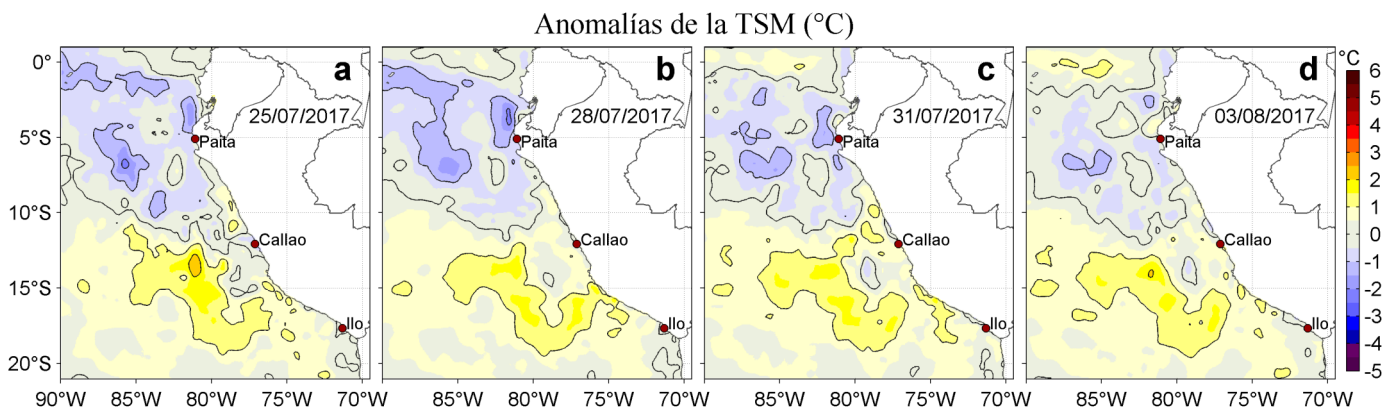 Anomalías de la TSM (°C)
a
25/07/2017
Paita
Callao
Ilo
b
28/07/2017
Paita
Callao
Ilo
c
31/07/2017
Paita
Callao
Ilo
d
03/08/2017
Paita
Callao
Ilo
0°
5°S
10°S
15°S
20°S
90°W 85°W 80°W 75°W 70°W
85°W 80°W 75°W 70°W
85°W 80°W 75°W 70°W
85°W 80°W 75°W 70°W
°C
6
5
4
3
2
1
0
-1
-2
-3
-4
-5